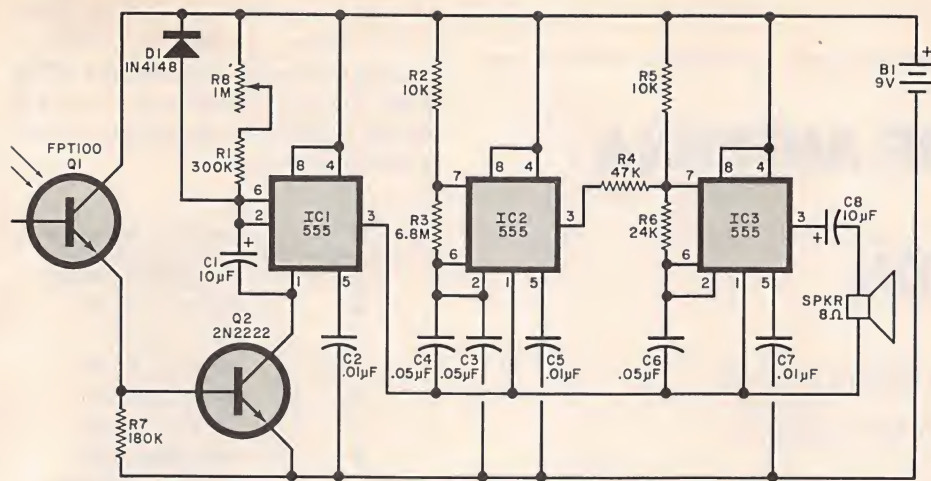 D1
1N4148
R8
1M
R1
300K
8
4
6
2
IC1
555
3
C1
10µF
+
1
5
FPT100
Q1
Q2
2N2222
R7
180K
C2
.01µF
R2
10K
8
4
7
R3
6.8M
6
IC2
555
3
2
1
5
C4
.05µF
C3
.05µF
C5
.01µF
R4
47K
R5
10K
8
4
7
R6
24K
6
IC3
555
3
2
1
5
C8
10µF
+
SPKR
8Ω
C6
.05µF
C7
.01µF
B1
9V
+